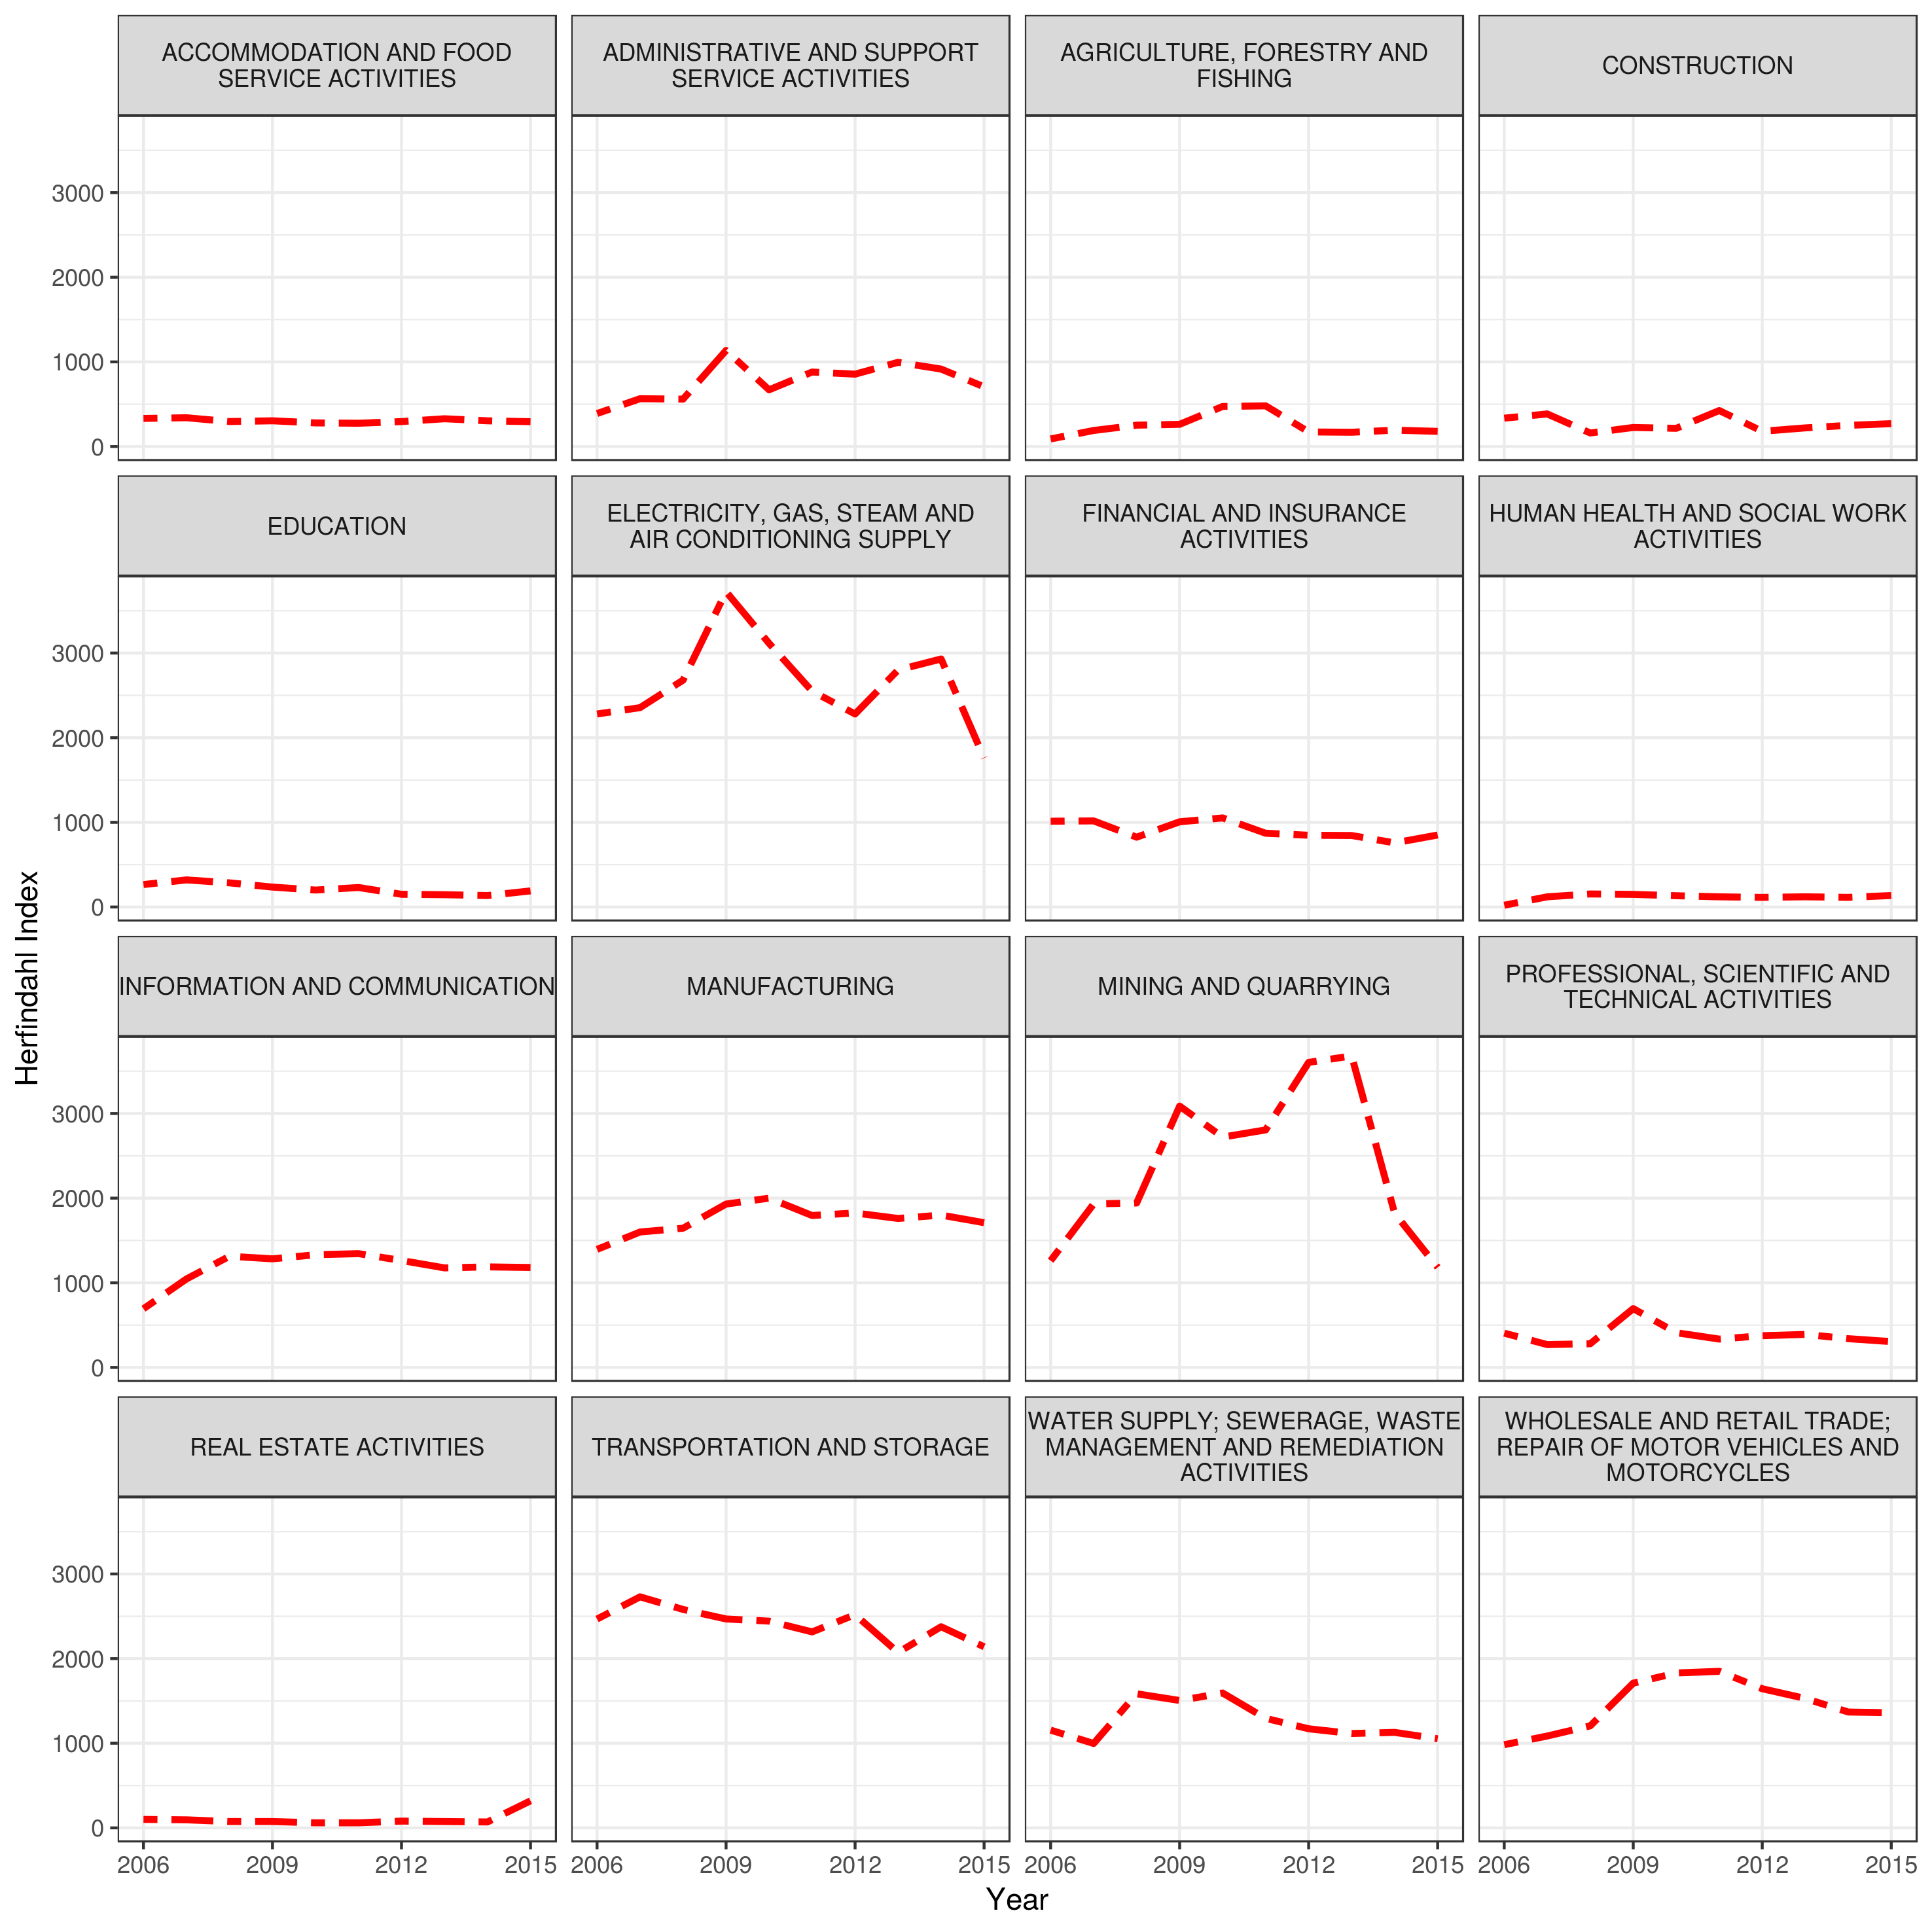 ACCOMMODATION AND FOOD
SERVICE ACTIVITIES
ADMINISTRATIVE AND SUPPORT
SERVICE ACTIVITIES
AGRICULTURE, FORESTRY AND
FISHING
CONSTRUCTION
3000
2000
1000
0
EDUCATION
ELECTRICITY, GAS, STEAM AND
AIR CONDITIONING SUPPLY
FINANCIAL AND INSURANCE
ACTIVITIES
HUMAN HEALTH AND SOCIAL WORK
ACTIVITIES
3000
2000
1000
0
Herfindahl Index
INFORMATION AND COMMUNICATION
MANUFACTURING
MINING AND QUARRYING
PROFESSIONAL, SCIENTIFIC AND
TECHNICAL ACTIVITIES
3000
2000
1000
0
REAL ESTATE ACTIVITIES
TRANSPORTATION AND STORAGE
WATER SUPPLY; SEWERAGE, WASTE
MANAGEMENT AND REMEDIATION
ACTIVITIES
WHOLESALE AND RETAIL TRADE;
REPAIR OF MOTOR VEHICLES AND
MOTORCYCLES
3000
2000
1000
0
2006 2009 2012 2015
2006 2009 2012 2015
2006 2009 2012 2015
2006 2009 2012 2015
Year